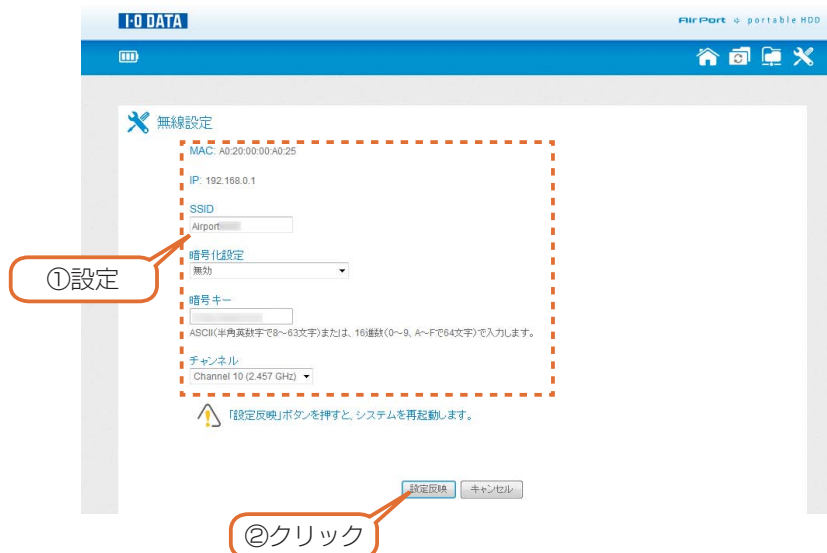 I·O DATA
AirPort portable HDD
無線設定
MAC: A0:20:00:00:A0:25
IP: 192.168.0.1
SSID
Airport
①設定
暗号化設定
無効
暗号キー
ASCII(半角英数字で8～63文字)または、16進数(0～9、A～Fで64文字)で入力します。
チャンネル
Channel 10 (2.457 GHz)
「設定反映」ボタンを押すと、システムを再起動します。
設定反映 キャンセル
②クリック